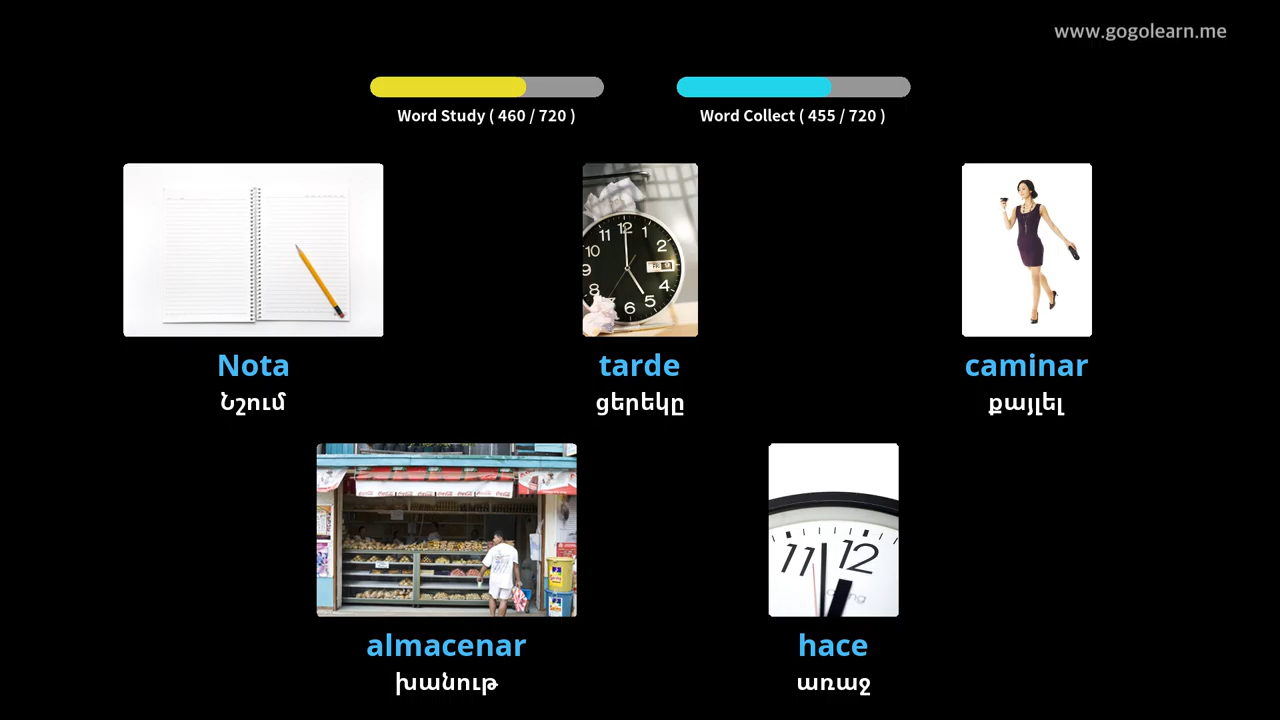 www.gogolearn.me
Word Study ( 460 / 720 )
Word Collect ( 455 / 720 )
Nota
Նշում
tarde
ցերեկը
caminar
քայլել
almacenar
խանութ
hace
առաջ